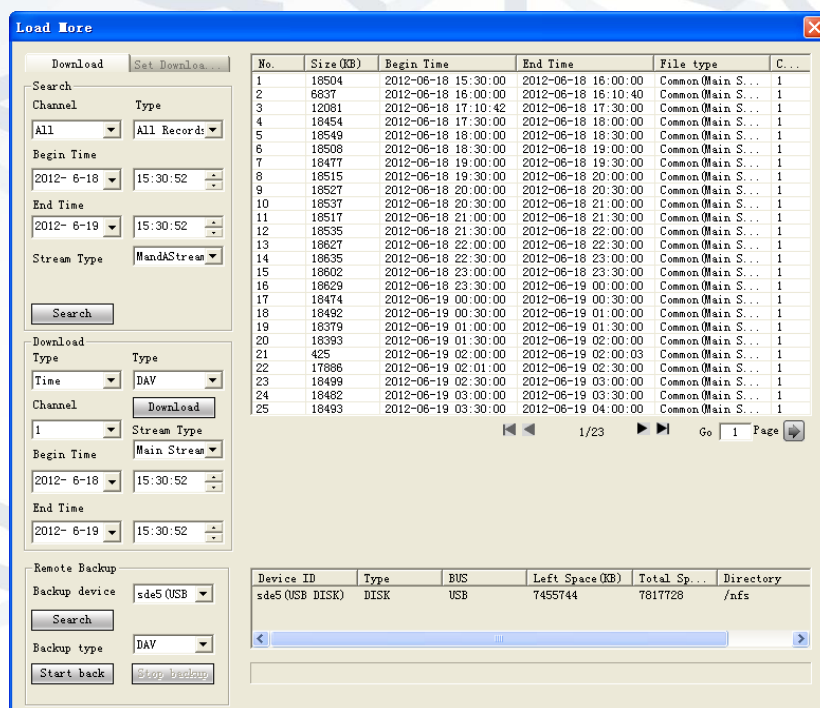 Load More
Download Set Downloa...
Search
Channel Type
All All Records
Begin Time
2012- 6-18 15:30:52
End Time
2012- 6-19 15:30:52
Stream Type MandAStream
Search
Download
Type Type
Time DAV
Channel Download
1 Stream Type
Begin Time Main Stream
2012- 6-18 15:30:52
End Time
2012- 6-19 15:30:52
Remote Backup
Backup device sde5(USB
Search
Backup type DAV
Start back Stop backup
No. Size(KB) Begin Time End Time File type C...
1 18504 2012-06-18 15:30:00 2012-06-18 16:00:00 Common(Main S... 1
2 6837 2012-06-18 16:00:00 2012-06-18 16:10:40 Common(Main S... 1
3 12081 2012-06-18 17:10:42 2012-06-18 17:30:00 Common(Main S... 1
4 18454 2012-06-18 17:30:00 2012-06-18 18:00:00 Common(Main S... 1
5 18549 2012-06-18 18:00:00 2012-06-18 18:30:00 Common(Main S... 1
6 18508 2012-06-18 18:30:00 2012-06-18 19:00:00 Common(Main S... 1
7 18477 2012-06-18 19:00:00 2012-06-18 19:30:00 Common(Main S... 1
8 18515 2012-06-18 19:30:00 2012-06-18 20:00:00 Common(Main S... 1
9 18527 2012-06-18 20:00:00 2012-06-18 20:30:00 Common(Main S... 1
10 18537 2012-06-18 20:30:00 2012-06-18 21:00:00 Common(Main S... 1
11 18517 2012-06-18 21:00:00 2012-06-18 21:30:00 Common(Main S... 1
12 18535 2012-06-18 21:30:00 2012-06-18 22:00:00 Common(Main S... 1
13 18627 2012-06-18 22:00:00 2012-06-18 22:30:00 Common(Main S... 1
14 18635 2012-06-18 22:30:00 2012-06-18 23:00:00 Common(Main S... 1
15 18602 2012-06-18 23:00:00 2012-06-18 23:30:00 Common(Main S... 1
16 18629 2012-06-18 23:30:00 2012-06-19 00:00:00 Common(Main S... 1
17 18474 2012-06-19 00:00:00 2012-06-19 00:30:00 Common(Main S... 1
18 18492 2012-06-19 00:30:00 2012-06-19 01:00:00 Common(Main S... 1
19 18379 2012-06-19 01:00:00 2012-06-19 01:30:00 Common(Main S... 1
20 18393 2012-06-19 01:30:00 2012-06-19 02:00:00 Common(Main S... 1
21 425 2012-06-19 02:00:00 2012-06-19 02:00:03 Common(Main S... 1
22 17886 2012-06-19 02:01:00 2012-06-19 02:30:00 Common(Main S... 1
23 18499 2012-06-19 02:30:00 2012-06-19 03:00:00 Common(Main S... 1
24 18482 2012-06-19 03:00:00 2012-06-19 03:30:00 Common(Main S... 1
25 18493 2012-06-19 03:30:00 2012-06-19 04:00:00 Common(Main S... 1
1/23 Go 1 Page
Device ID Type BUS Left Space(KB) Total Sp... Directory
sde5(USB DISK) DISK USB 7455744 7817728 /nfs